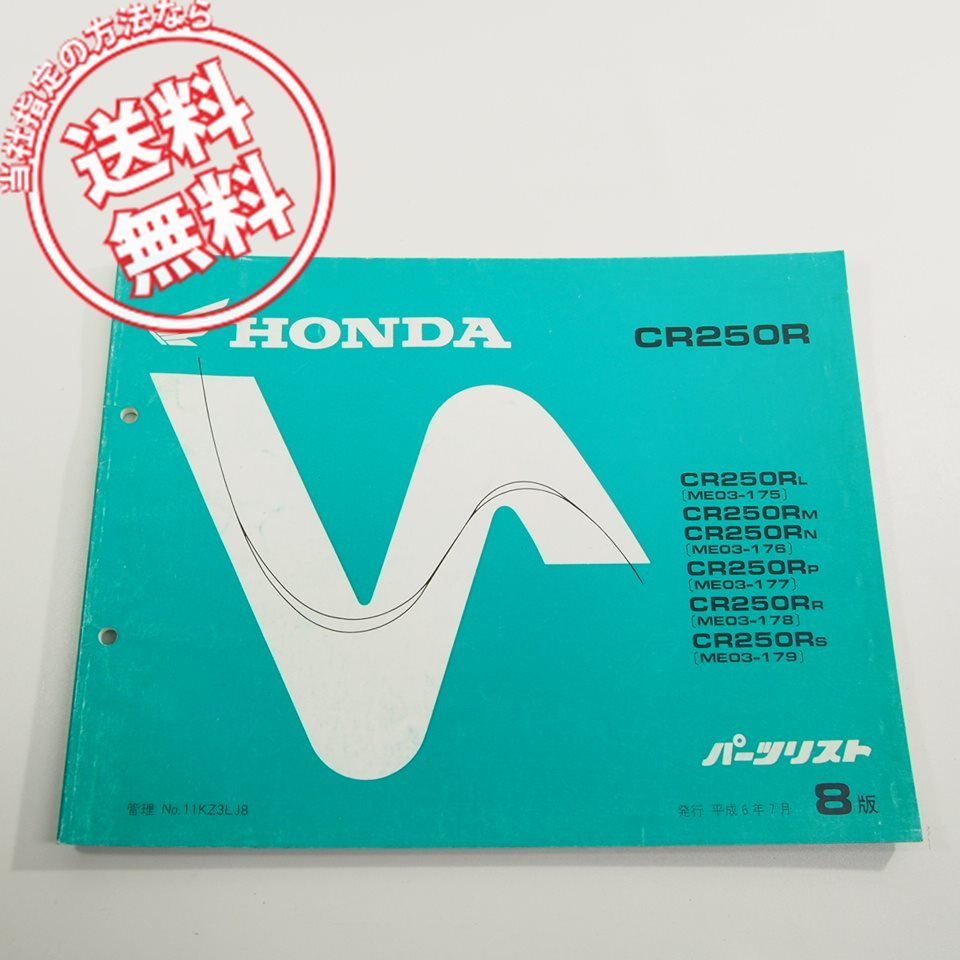 当社指定の方法なら
送料
無料
HONDA
CR250R
CR250RL
[ME03-175]
CR250RM
CR250RN
[ME03-176]
CR250RP
[ME03-177]
CR250RR
[ME03-178]
CR250RS
[ME03-179]
パーツリスト
管理 No.11KZ3LJ8
発行 平成6年7月
8版